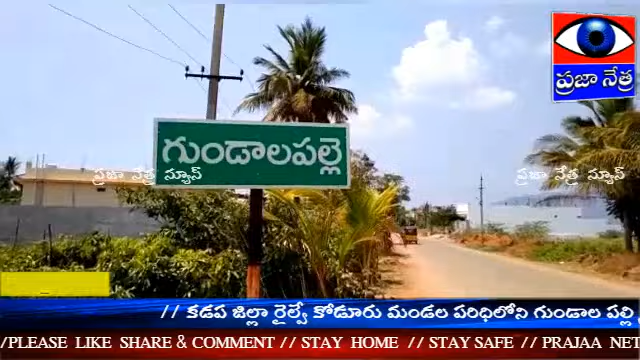 ప్రజా నేత్ర
గుండాలపల్లె
ప్రజా నేత్ర న్యూస్
ప్రజా నేత్ర న్యూస్
// కడప జిల్లా రైల్వే కోడూరు మండల పరిధిలోని గుండాల పల్లి
/PLEASE LIKE SHARE & COMMENT // STAY HOME // STAY SAFE // PRAJAA NET